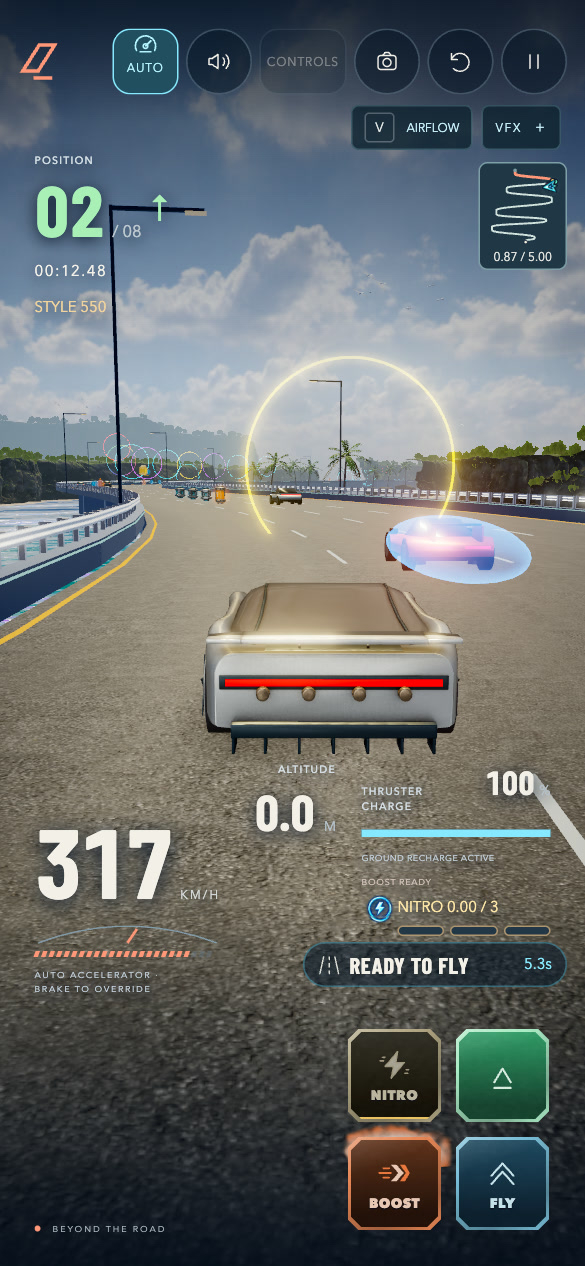 AUTO
CONTROLS
V AIRFLOW
VFX +
POSITION
02 / 08
00:12.48
STYLE 550
0.87 / 5.00
ALTITUDE
0.0 M
THRUSTER
CHARGE
100 %
GROUND RECHARGE ACTIVE
BOOST READY
NITRO 0.00 / 3
317 KM/H
AUTO ACCELERATOR ·
BRAKE TO OVERRIDE
READY TO FLY 5.3s
NITRO
BOOST
FLY
BEYOND THE ROAD